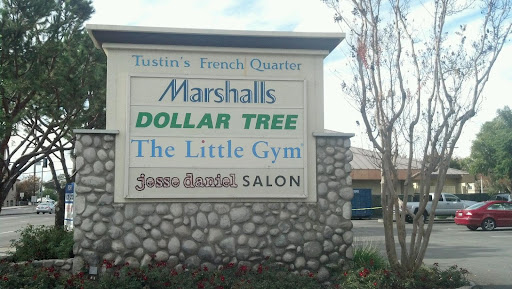 Tustin's French Quarter
Marshalls
DOLLAR TREE
The Little Gym
jesse daniel SALON